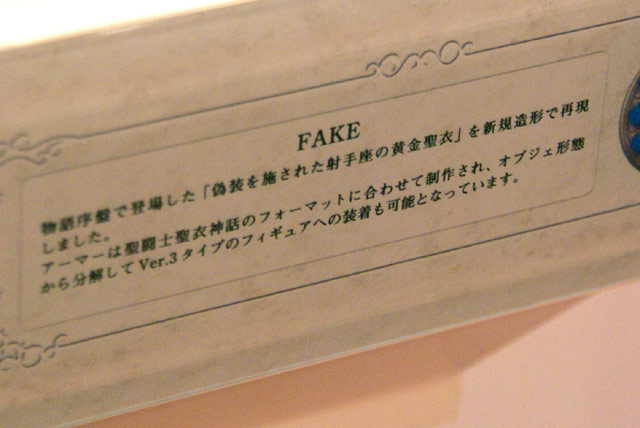 FAKE
物語序盤で登場した「偽装を施された射手座の黄金聖衣」を新規造形で再現
しました。
アーマーは聖闘士聖衣神話のフォーマットに合わせて制作され、オブジェ形態
から分解してVer.3タイプのフィギュアへの装着も可能となっています。